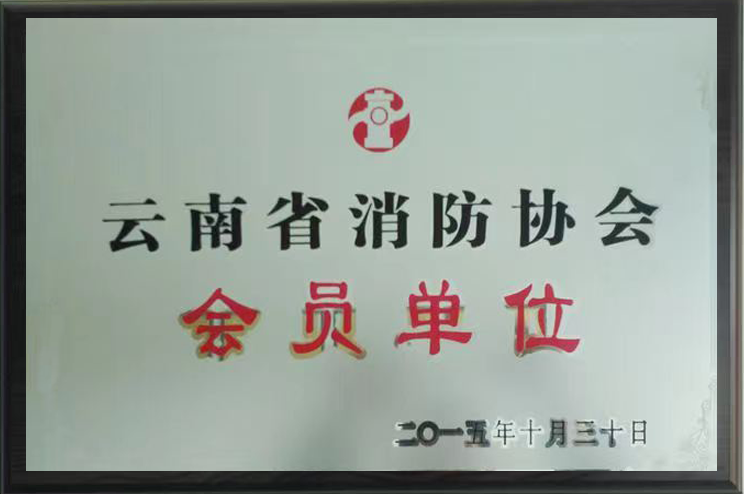 云南省消防协会
会员单位
二〇一五年十月三十日